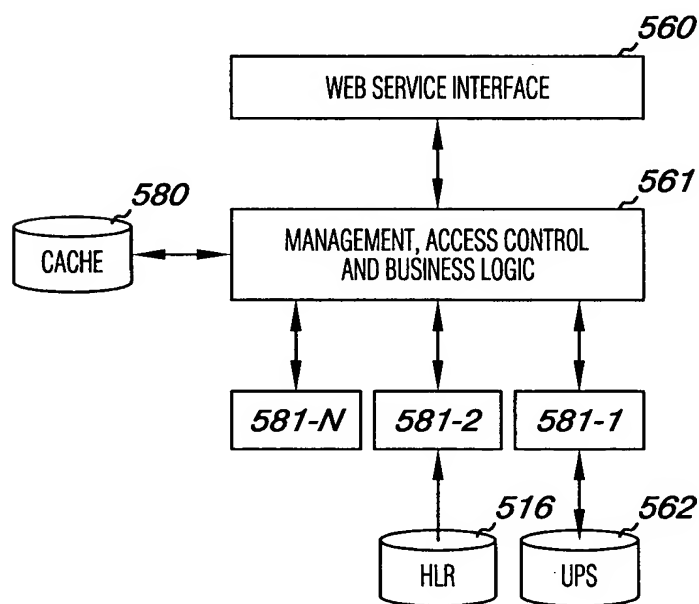 560
WEB SERVICE INTERFACE
561
580
CACHE
MANAGEMENT, ACCESS CONTROL
AND BUSINESS LOGIC
581-N
581-2
581-1
516
562
HLR
UPS